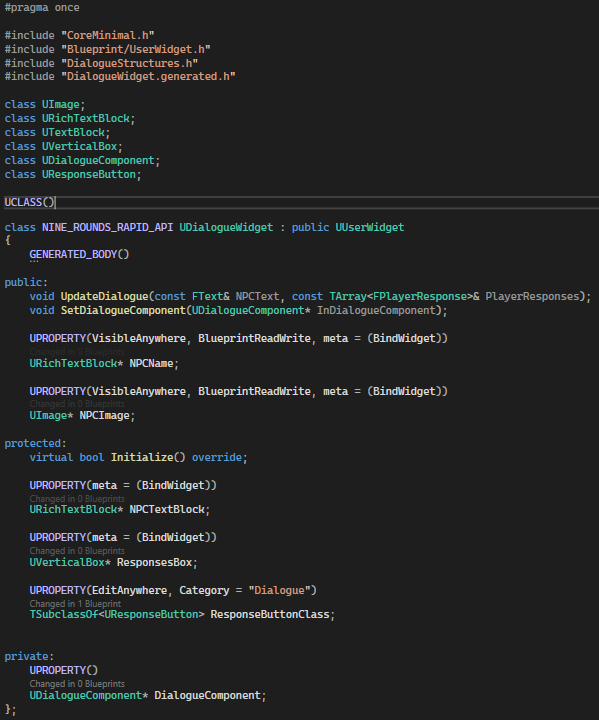 #pragma once
#include "CoreMinimal.h"
#include "Blueprint/UserWidget.h"
#include "DialogueStructures.h"
#include "DialogueWidget.generated.h"
class UImage;
class URichTextBlock;
class UTextBlock;
class UVerticalBox;
class UDialogueComponent;
class UResponseButton;
UCLASS()
class NINE_ROUNDS_RAPID_API UDialogueWidget : public UUserWidget
{
GENERATED_BODY()
public:
void UpdateDialogue(const FText& NPCText, const TArray<FPlayerResponse>& PlayerResponses);
void SetDialogueComponent(UDialogueComponent* InDialogueComponent);
UPROPERTY(VisibleAnywhere, BlueprintReadWrite, meta = (BindWidget))
Changed in 0 Blueprints
URichTextBlock* NPCName;
UPROPERTY(VisibleAnywhere, BlueprintReadWrite, meta = (BindWidget))
Changed in 0 Blueprints
UImage* NPCImage;
protected:
virtual bool Initialize() override;
UPROPERTY(meta = (BindWidget))
Changed in 0 Blueprints
URichTextBlock* NPCTextBlock;
UPROPERTY(meta = (BindWidget))
Changed in 0 Blueprints
UVerticalBox* ResponsesBox;
UPROPERTY(EditAnywhere, Category = "Dialogue")
Changed in 1 Blueprint
TSubclassOf<UResponseButton> ResponseButtonClass;
private:
UPROPERTY()
Changed in 0 Blueprints
UDialogueComponent* DialogueComponent;
};